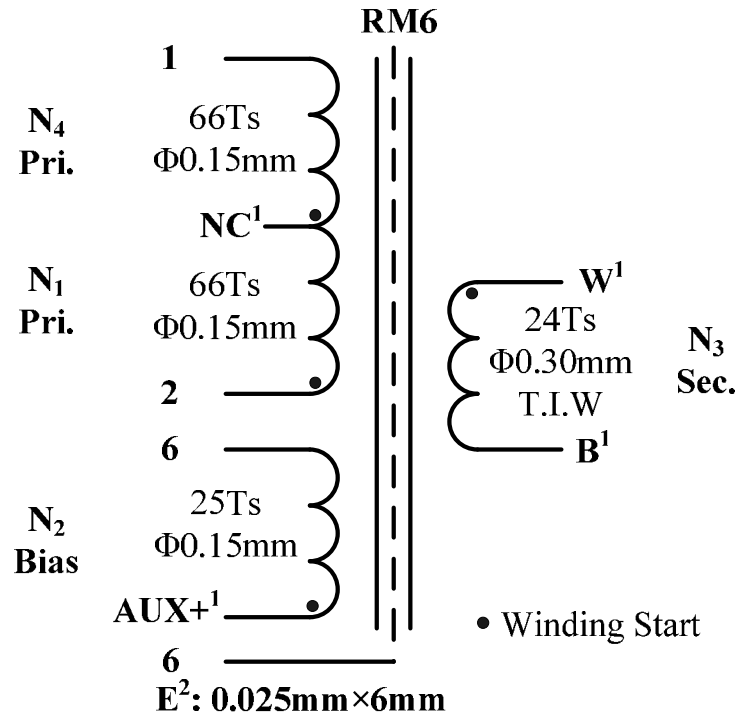 RM6
1
N₄
Pri.
66Ts
Φ0.15mm
NC¹
N₁
Pri.
66Ts
Φ0.15mm
2
W¹
24Ts
Φ0.30mm
T.I.W
N₃
Sec.
B¹
6
N₂
Bias
25Ts
Φ0.15mm
AUX+¹
• Winding Start
6
E²: 0.025mm×6mm